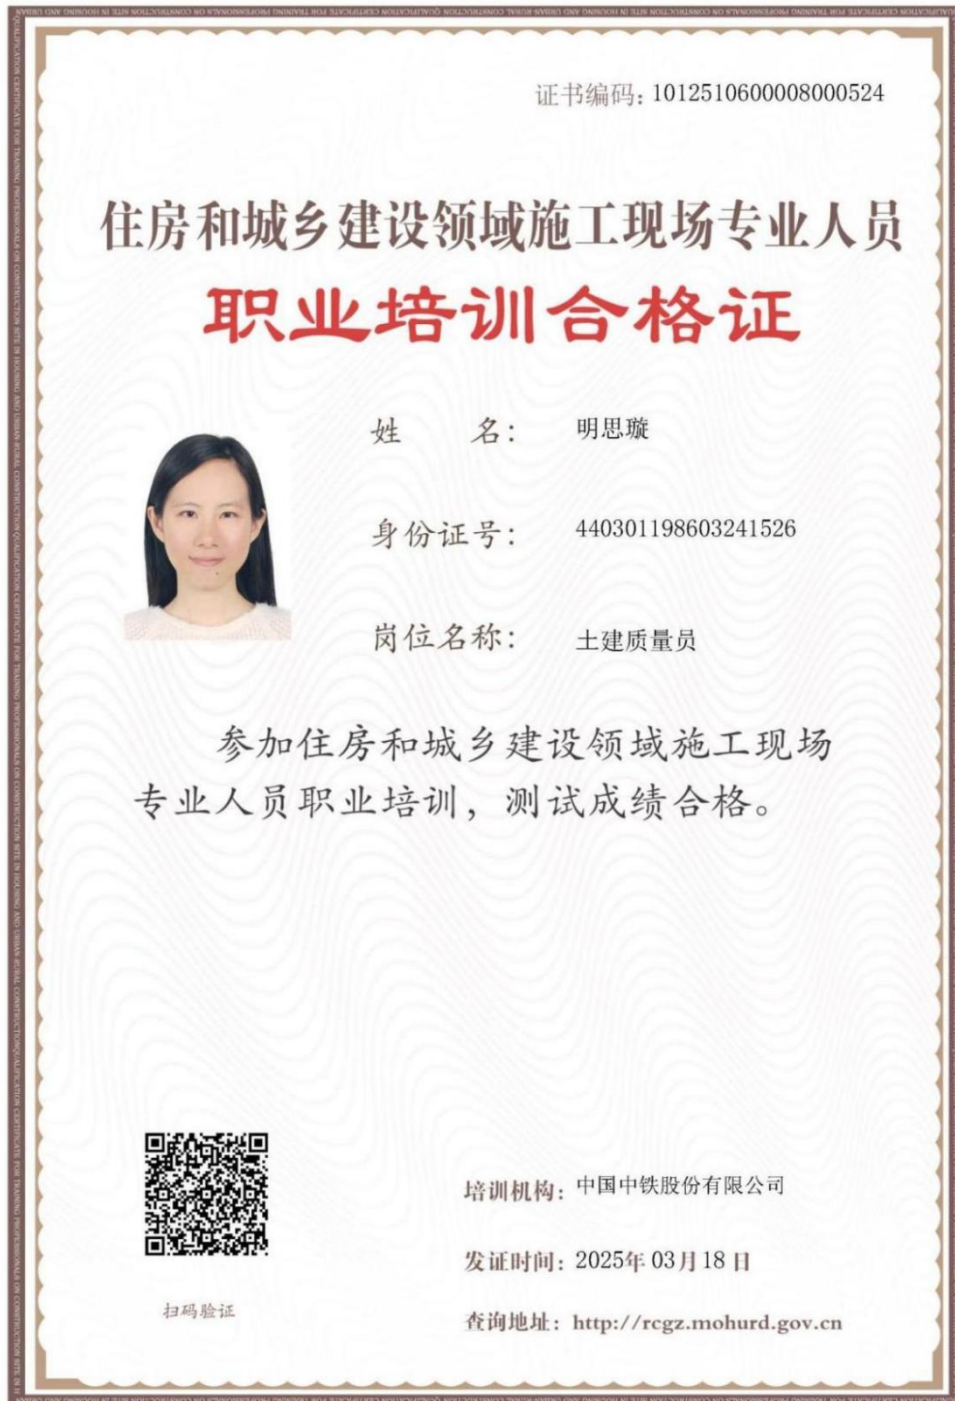 证书编码：1012510600008000524
住房和城乡建设领域施工现场专业人员
职业培训合格证
姓名：明思璇
身份证号：440301198603241526
岗位名称：土建质量员
参加住房和城乡建设领域施工现场
专业人员职业培训，测试成绩合格。
扫码验证
培训机构：中国中铁股份有限公司
发证时间：2025年 03月18 日
查询地址：http://rcgz.mohurd.gov.cn